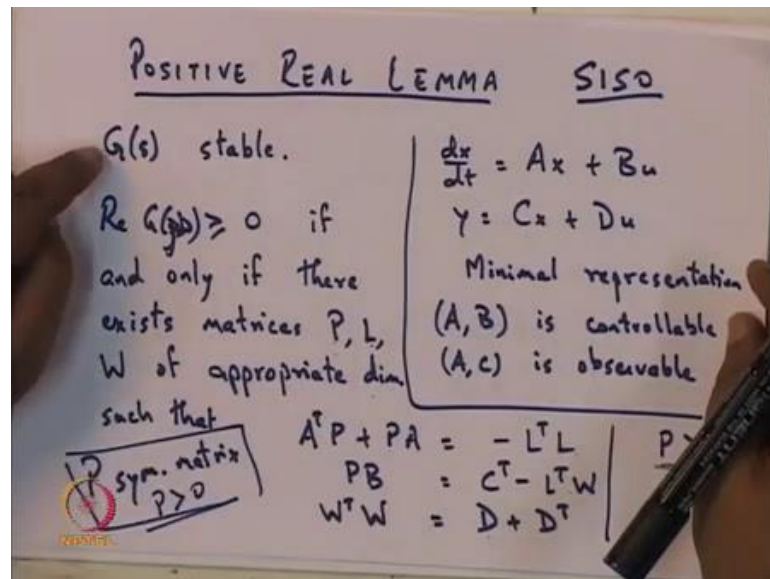 POSITIVE REAL LEMMA SISO
G(s) stable.
Re G(jω) ≥ 0 if
and only if there
exists matrices P, L,
W of appropriate dim.
such that
P sym. matrix
P > 0
dx/dt = Ax + Bu
y = Cx + Du
Minimal representation
(A, B) is controllable
(A, C) is observable
AᵀP + PA = - LᵀL
PB = Cᵀ - LᵀW
WᵀW = D + Dᵀ
P
NPTEL